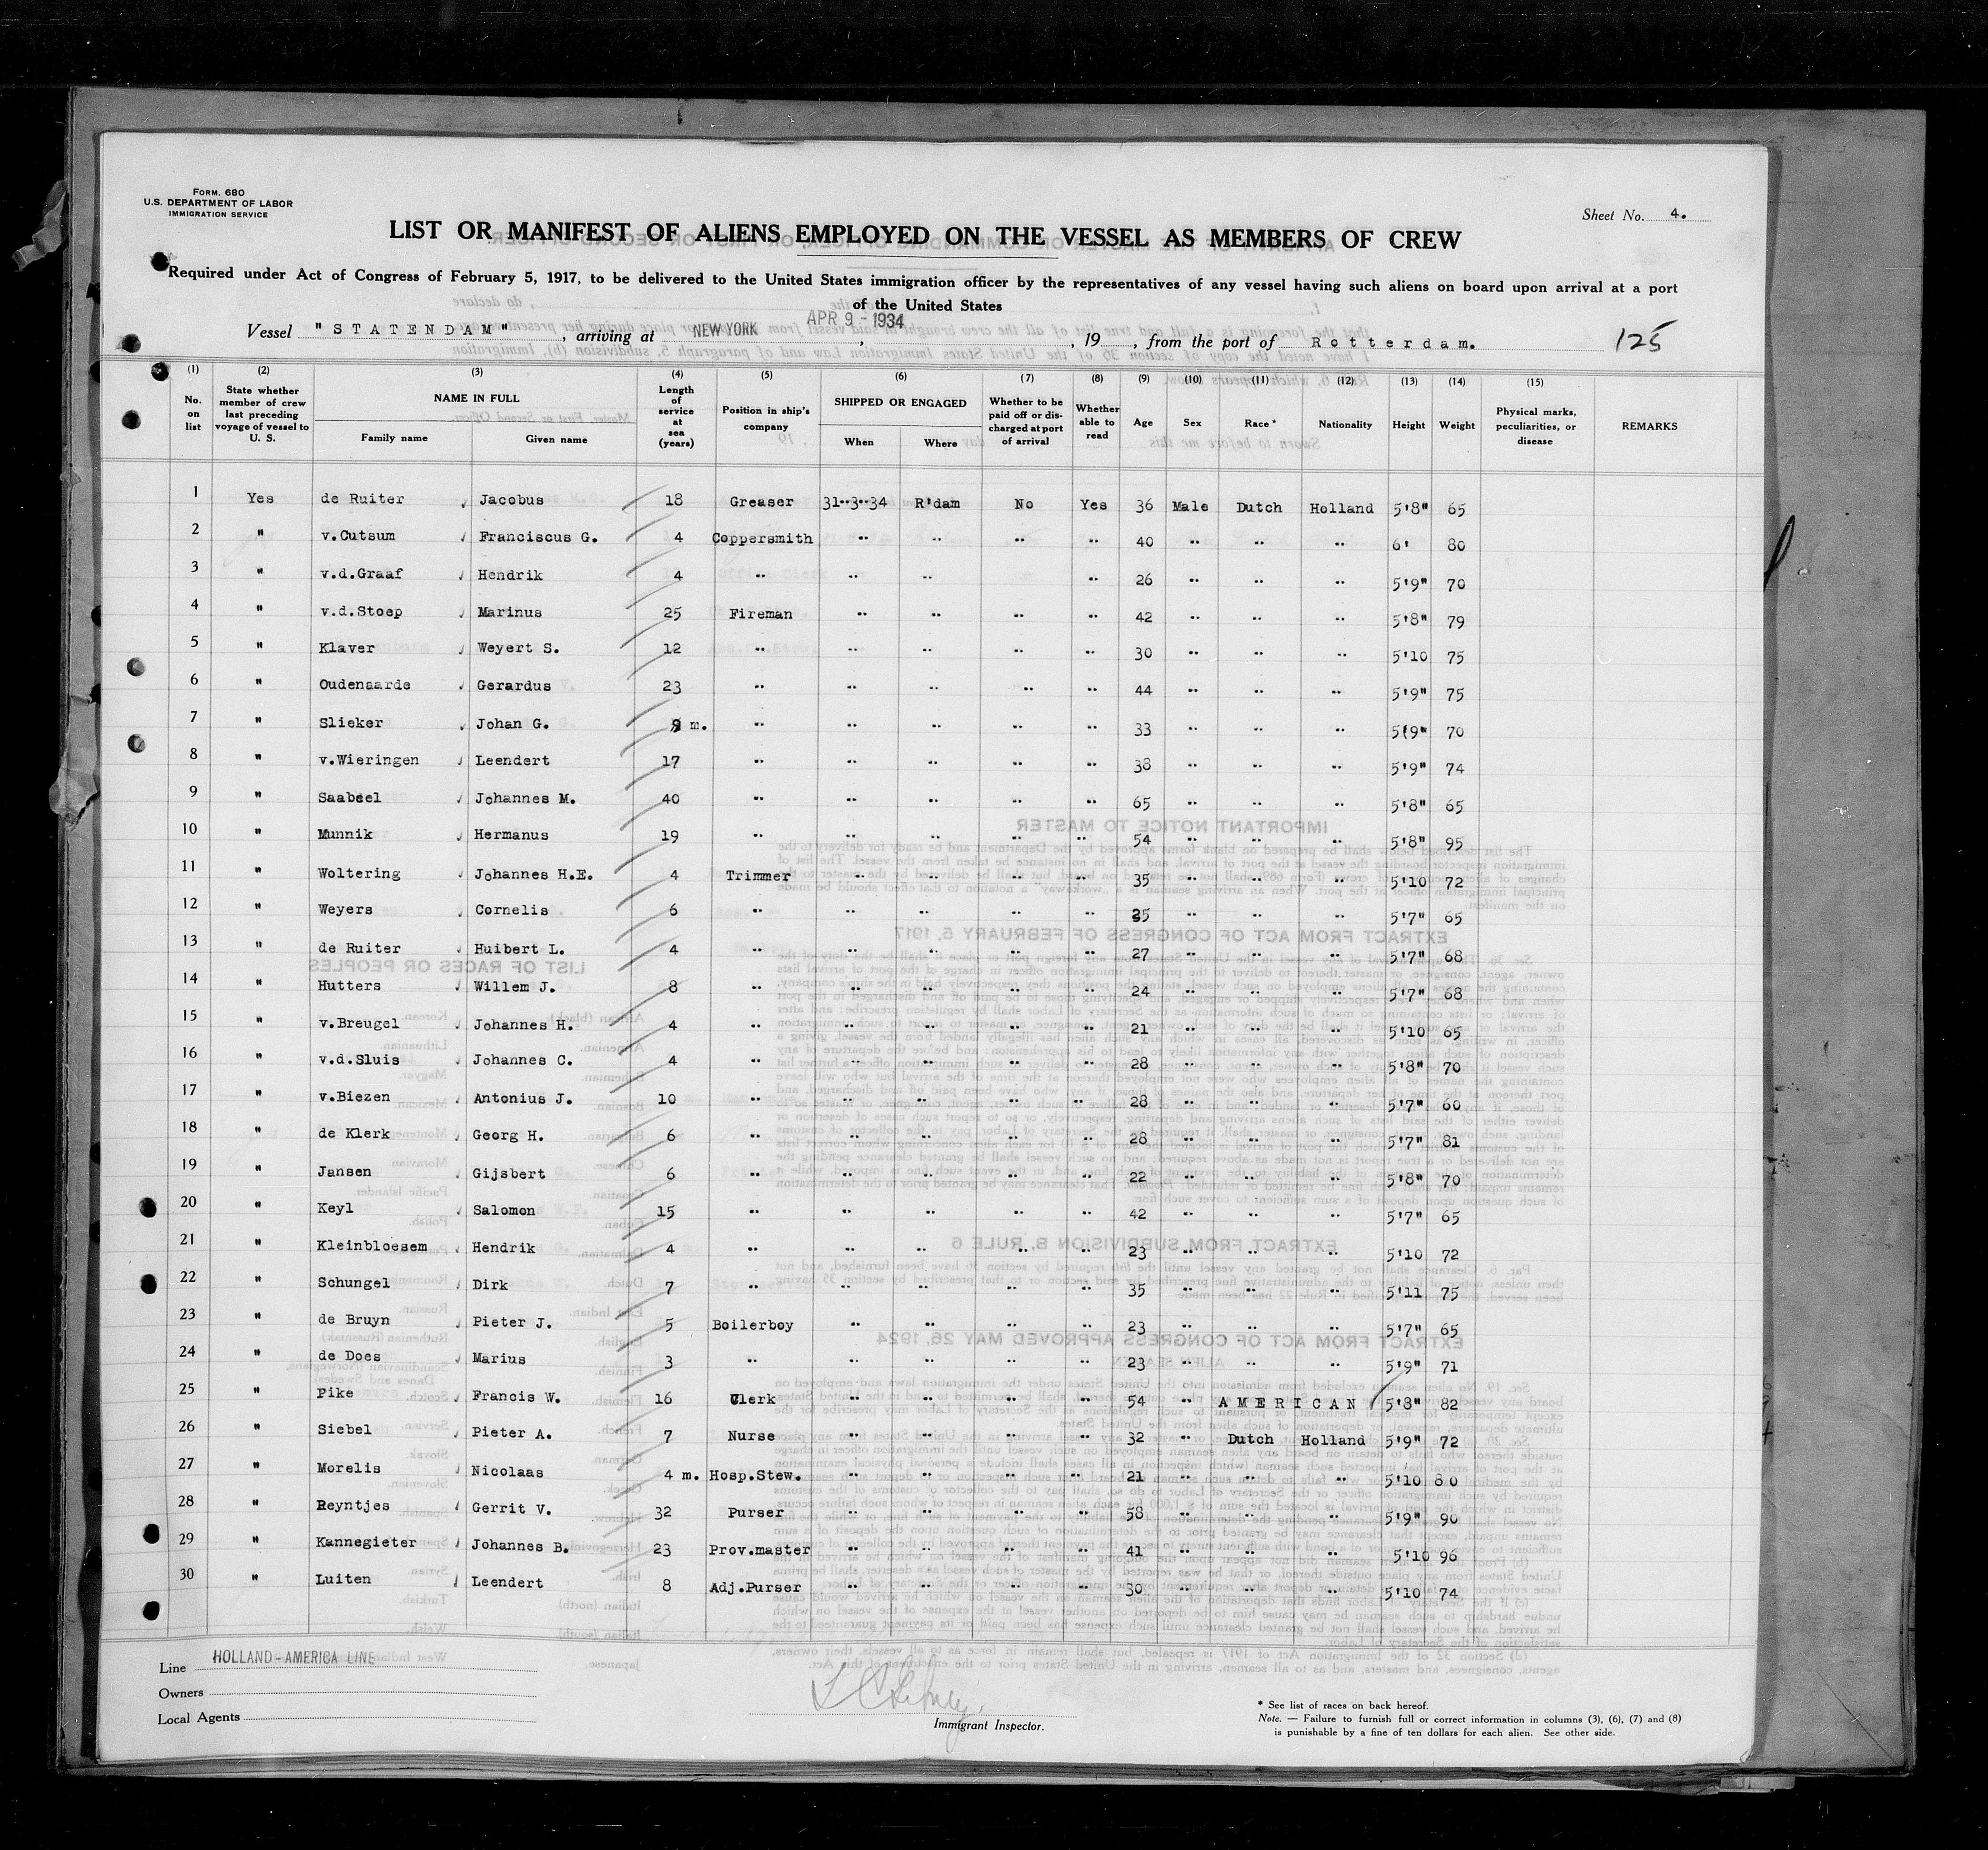 FORM. 680
U.S. DEPARTMENT OF LABOR
IMMIGRATION SERVICE
Sheet No. 4.
LIST OR MANIFEST OF ALIENS EMPLOYED ON THE VESSEL AS MEMBERS OF CREW
Required under Act of Congress of February 5, 1917, to be delivered to the United States immigration officer by the representatives of any vessel having such aliens on board upon arrival at a port
of the United States
Vessel "STATENDAM", arriving at NEW YORK, APR 9 - 1934, 19, from the port of Rotterdam. 125
(1) No. on list (2) State whether member of crew last preceding voyage of vessel to U. S. (3) NAME IN FULL Family name Given name (4) Length of service at sea (years) (5) Position in ship's company (6) SHIPPED OR ENGAGED When Where (7) Whether to be paid off or discharged at port of arrival (8) Whether able to read (9) Age (10) Sex (11) Race * (12) Nationality (13) Height (14) Weight (15) Physical marks, peculiarities, or disease REMARKS
1 Yes de Ruiter Jacobus 18 Greaser 31-3-34 R'dam No Yes 36 Male Dutch Holland 5'8" 65
2 " v.Cutsum Franciscus G. 4 Coppersmith " " " " 40 " " " 6' 80
3 " v.d.Graaf Hendrik 4 " " " " " 26 " " " 5'9" 70
4 " v.d.Stoep Marinus 25 Fireman " " " " 42 " " " 5'8" 79
5 " Klaver Weyert S. 12 " " " " " 30 " " " 5'10 75
6 " Oudenaarde Gerardus 23 " " " " " 44 " " " 5'9" 75
7 " Slieker Johan G. 9 m. " " " " " 33 " " " 5'9" 70
8 " v.Wieringen Leendert 17 " " " " " 38 " " " 5'9" 74
9 " Saabeel Johannes M. 40 " " " " " 65 " " " 5'8" 65
10 " Munnik Hermanus 19 " " " " 54 " " " 5'8" 95
11 " Woltering Johannes H.E. 4 Trimmer " " " " 35 " " " 5'10 72
12 " Weyers Cornelis 6 " " " " " 25 " " " 5'7" 65
13 " de Ruiter Huibert L. 4 " " " " " 27 " " " 5'7" 68
14 " Hutters Willem J. 8 " " " " " 24 " " " 5'7" 68
15 " v.Breugel Johannes H. 4 " " " " " 21 " " " 5'10 65
16 " v.d.Sluis Johannes C. 4 " " " " " 28 " " " 5'8" 70
17 " v.Biezen Antonius J. 10 " " " " " 28 " " " 5'7" 60
18 " de Klerk Georg H. 6 " " " " " 28 " " " 5'7" 81
19 " Jansen Gijsbert 6 " " " " " 22 " " " 5'8" 70
20 " Keyl Salomon 15 " " " " " 42 " " " 5'7" 65
21 " Kleinbloesem Hendrik 4 " " " " " 23 " " " 5'10 72
22 " Schungel Dirk 7 " " " " " 35 " " " 5'11 75
23 " de Bruyn Pieter J. 5 Boilerboy " " " " 23 " " " 5'7" 65
24 " de Does Marius 3 " " " " " 23 " " " 5'9" 71
25 " Pike Francis W. 16 Clerk " " " " 54 " AMERICAN 5'8" 82
26 " Siebel Pieter A. 7 Nurse " " " " 32 " Dutch Holland 5'9" 72
27 " Morelis Nicolaas 4 m. Hosp.Stew. " " " " 21 " " " 5'10 80
28 " Reyntjes Gerrit V. 32 Purser " " " " 58 " " " 5'9" 90
29 " Kannegieter Johannes B. 23 Prov.master " " " " 41 " " " 5'10 96
30 " Luiten Leendert 8 Adj.Purser " " " " 30 " " " 5'10 74
Line HOLLAND-AMERICA LINE
Owners
Local Agents
Immigrant Inspector.
* See list of races on back hereof.
Note. — Failure to furnish full or correct information in columns (3), (6), (7) and (8)
is punishable by a fine of ten dollars for each alien. See other side.